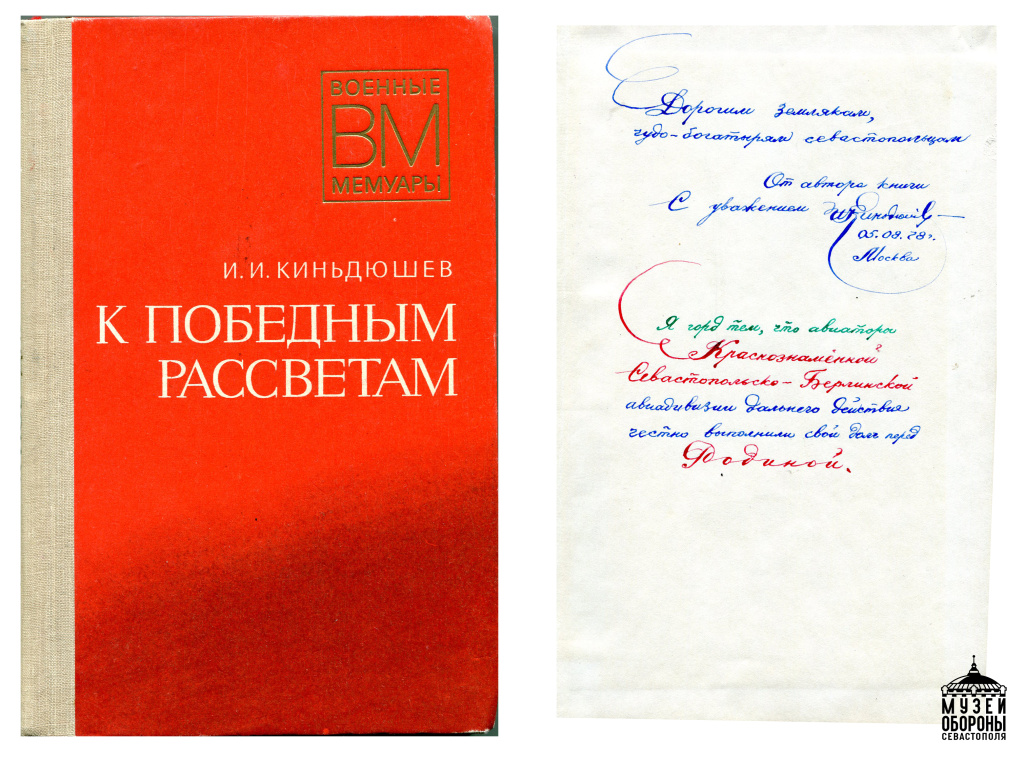 ВОЕННЫЕ
ВМ
МЕМУАРЫ
И. И. КИНЬДЮШЕВ
К ПОБЕДНЫМ
РАССВЕТАМ
Дорогим землякам,
чудо-богатырям севастопольцам
От автора книги
С уважением
05.08.78г.
Москва
Я горд тем, что авиатора
Краснознамённой
Севастопольско-Берлинской
авиадивизии дальнего действия
честно выполнили свой долг перед
Родиной.
МУЗЕЙ
ОБОРОНЫ
СЕВАСТОПОЛЯ